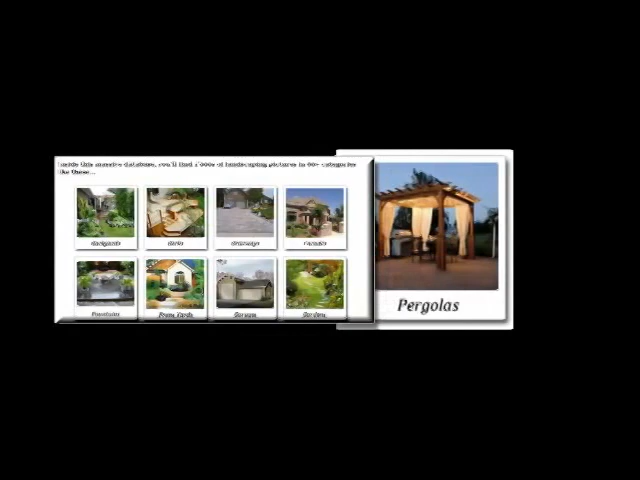 Inside this massive database, you'll find 1000s of landscaping pictures in 60+ categories
like these...
Backyards
Decks
Driveways
Facades
Fountains
Front Yards
Garages
Gardens
Pergolas